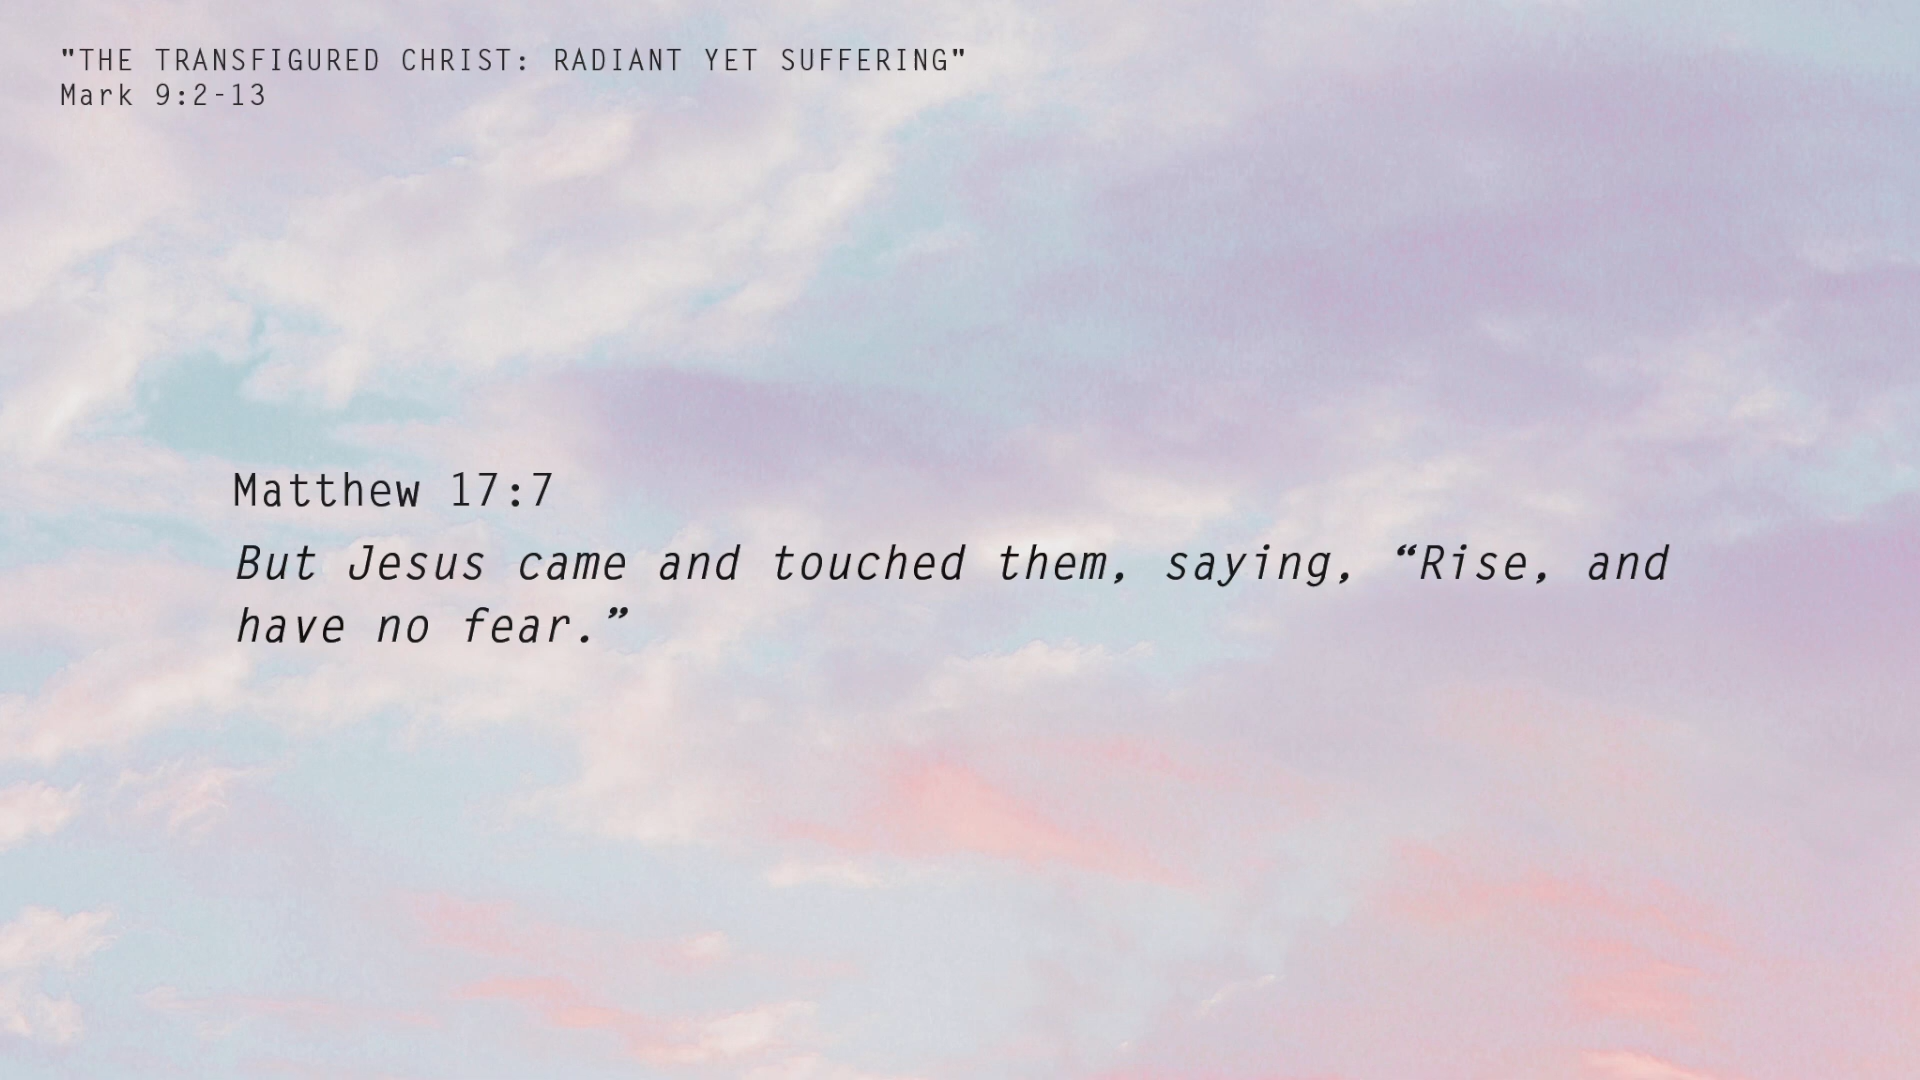 "THE TRANSFIGURED CHRIST: RADIANT YET SUFFERING"
Mark 9:2-13
Matthew 17:7
But Jesus came and touched them, saying, “Rise, and
have no fear.”